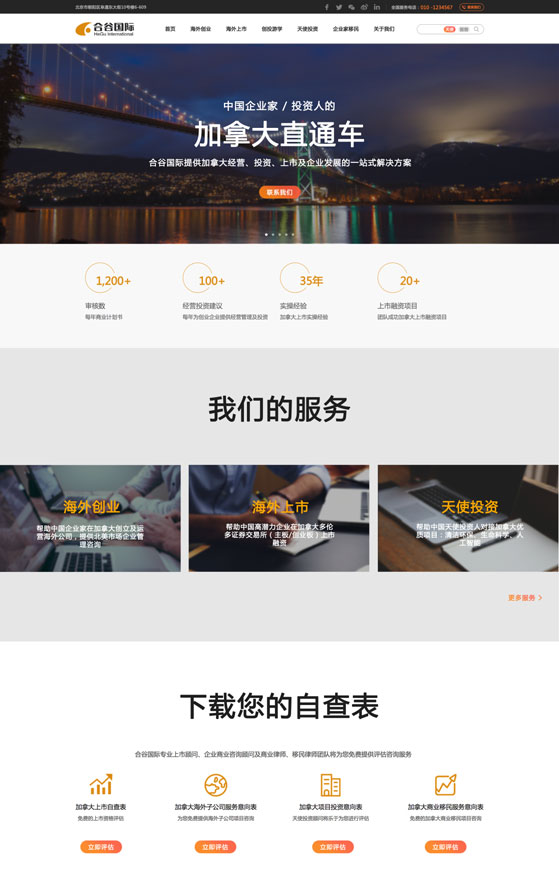 全国服务电话：010 -1234567
合谷国际
HeGu International
首页 海外创业 海外上市 创投游学 天使投资 企业家移民 关于我们
中国企业家 / 投资人的
加拿大直通车
合谷国际提供加拿大经营、投资、上市及企业发展的一站式解决方案
联系我们
1,200+ 100+ 35年 20+
审核数 经营投资建议 实操经验 上市融资项目
每年商业计划书 每年为创业企业提供经营管理及投资 加拿大上市实操经验 团队成功加拿大上市融资项目
我们的服务
海外创业
帮助中国企业家在加拿大创立及运
营海外公司，提供北美市场企业管
理咨询
海外上市
帮助中国高潜力企业在加拿大多伦
多证券交易所（主板/创业板）上市
融资
天使投资
帮助中国天使投资人对接加拿大优
质项目：清洁环保、生命科学、人
工智能
更多服务
下载您的自查表
合谷国际专业上市顾问、企业商业咨询顾问及商业律师、移民律师团队将为您免费提供评估咨询服务
加拿大上市自查表 加拿大海外子公司服务意向表 加拿大项目投资意向表 加拿大商业移民服务意向表
免费的上市资格评估 为您免费提供海外子公司项目咨询 天使投资顾问将乐于为您进行评估 免费的加拿大商业移民项目咨询
立即评估 立即评估 立即评估 立即评估